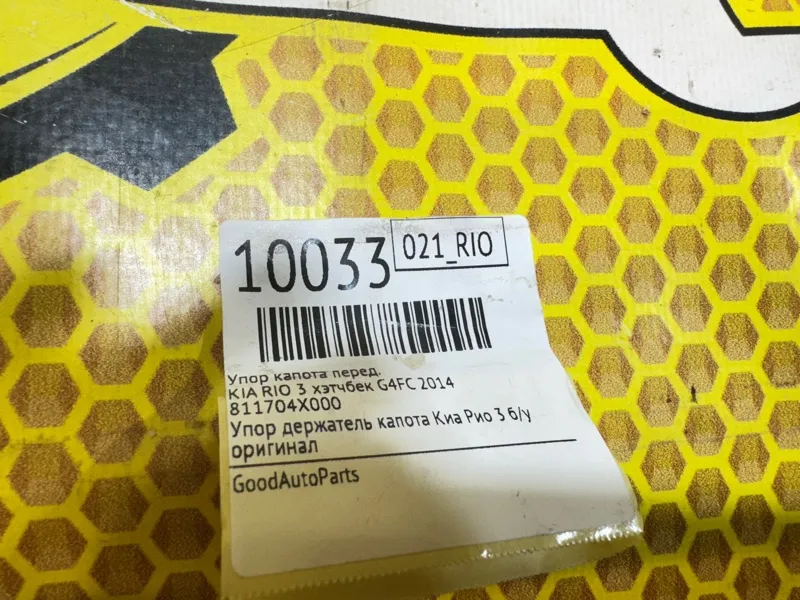 10033
021_RIO
Упор капота перед.
KIA RIO 3 хэтчбек G4FC 2014
811704X000
Упор держатель капота Киа Рио 3 б/у
оригинал
GoodAutoParts